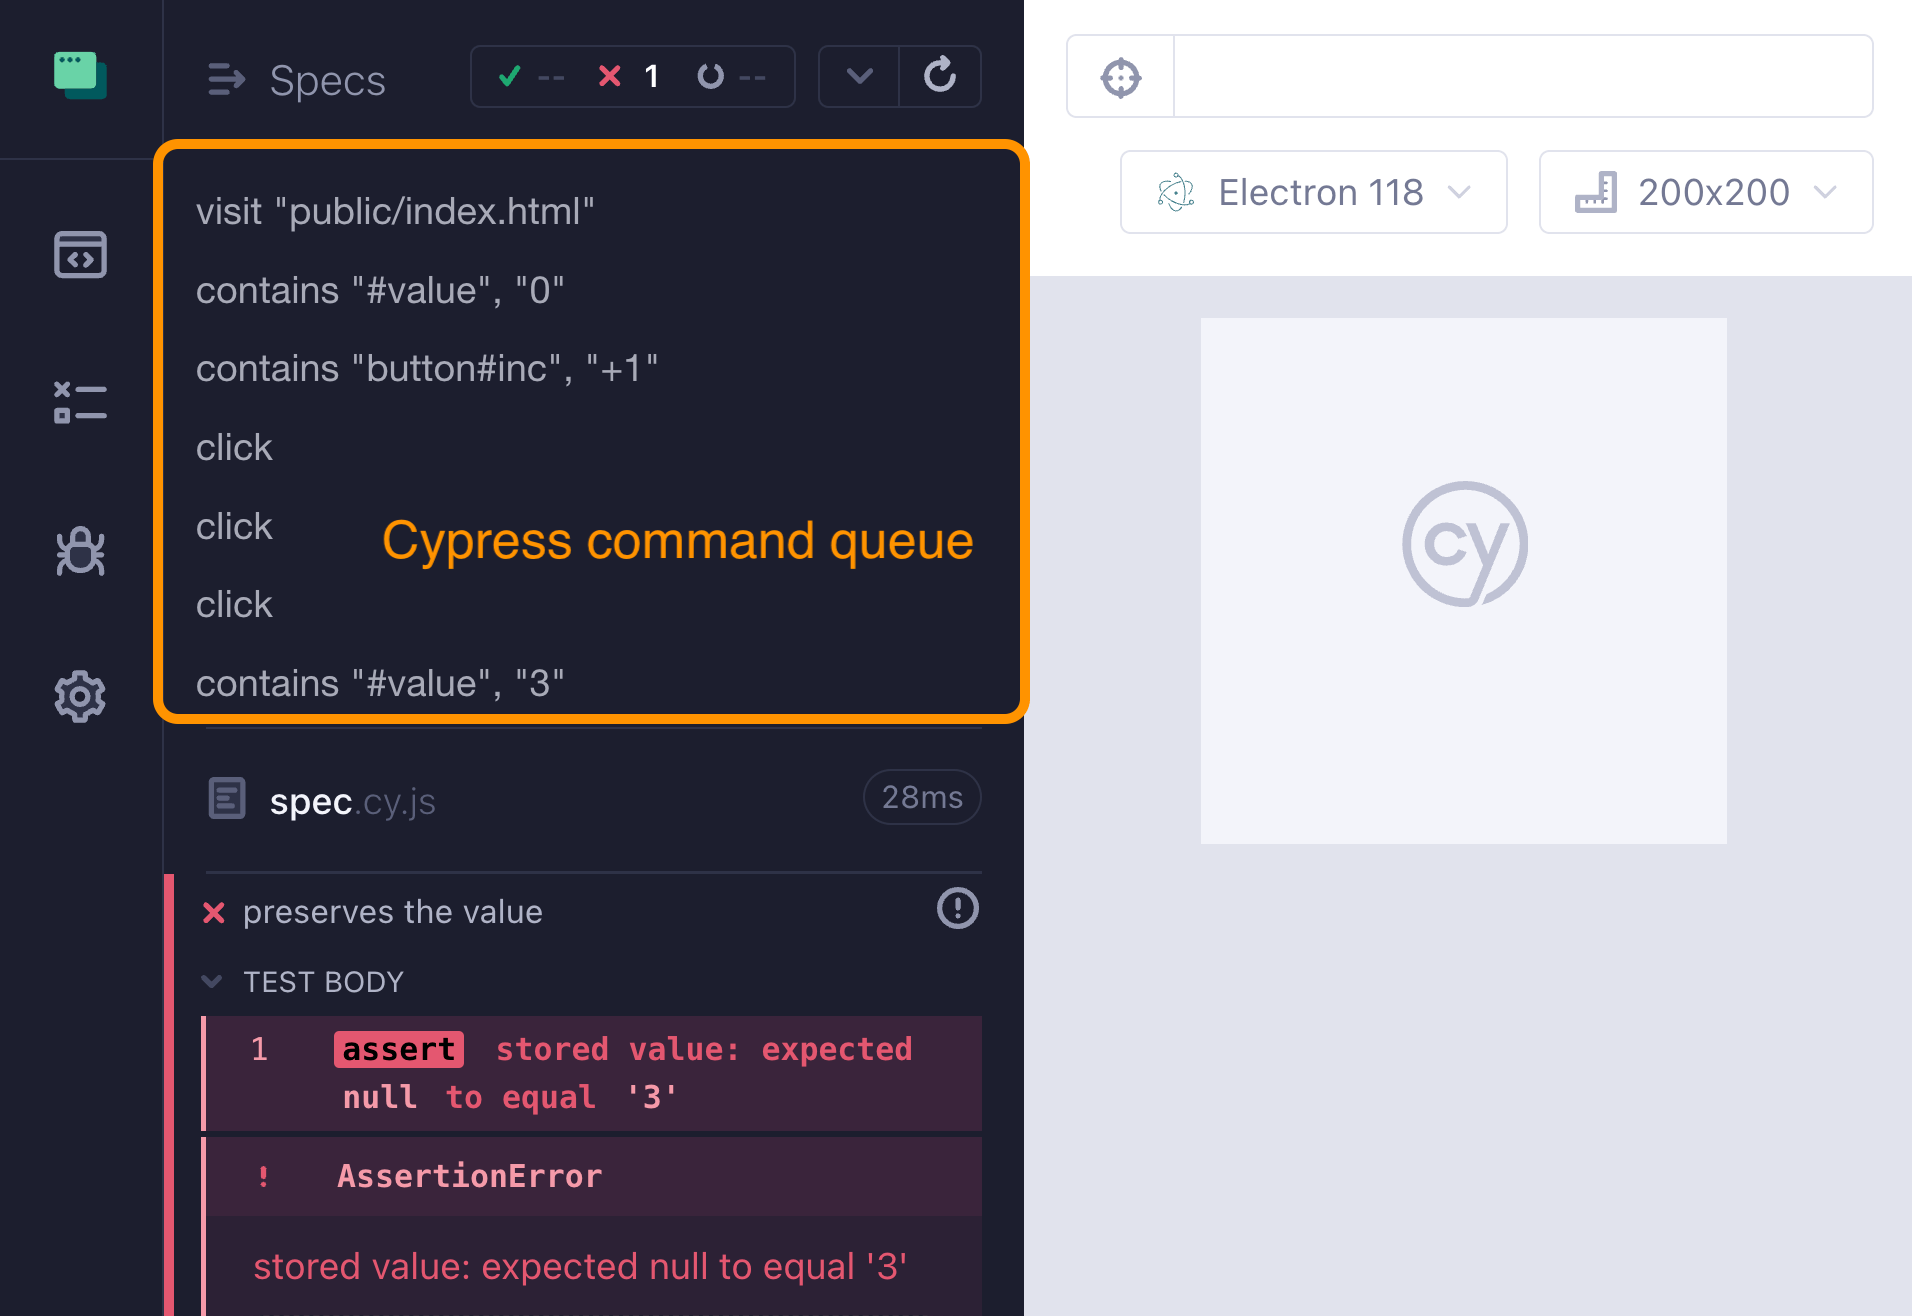 Specs
-- 1 --
Electron 118
200x200
visit "public/index.html"
contains "#value", "0"
contains "button#inc", "+1"
click
click
Cypress command queue
click
contains "#value", "3"
cy
spec.cy.js
28ms
preserves the value
TEST BODY
1 assert stored value: expected
null to equal '3'
! AssertionError
stored value: expected null to equal '3'